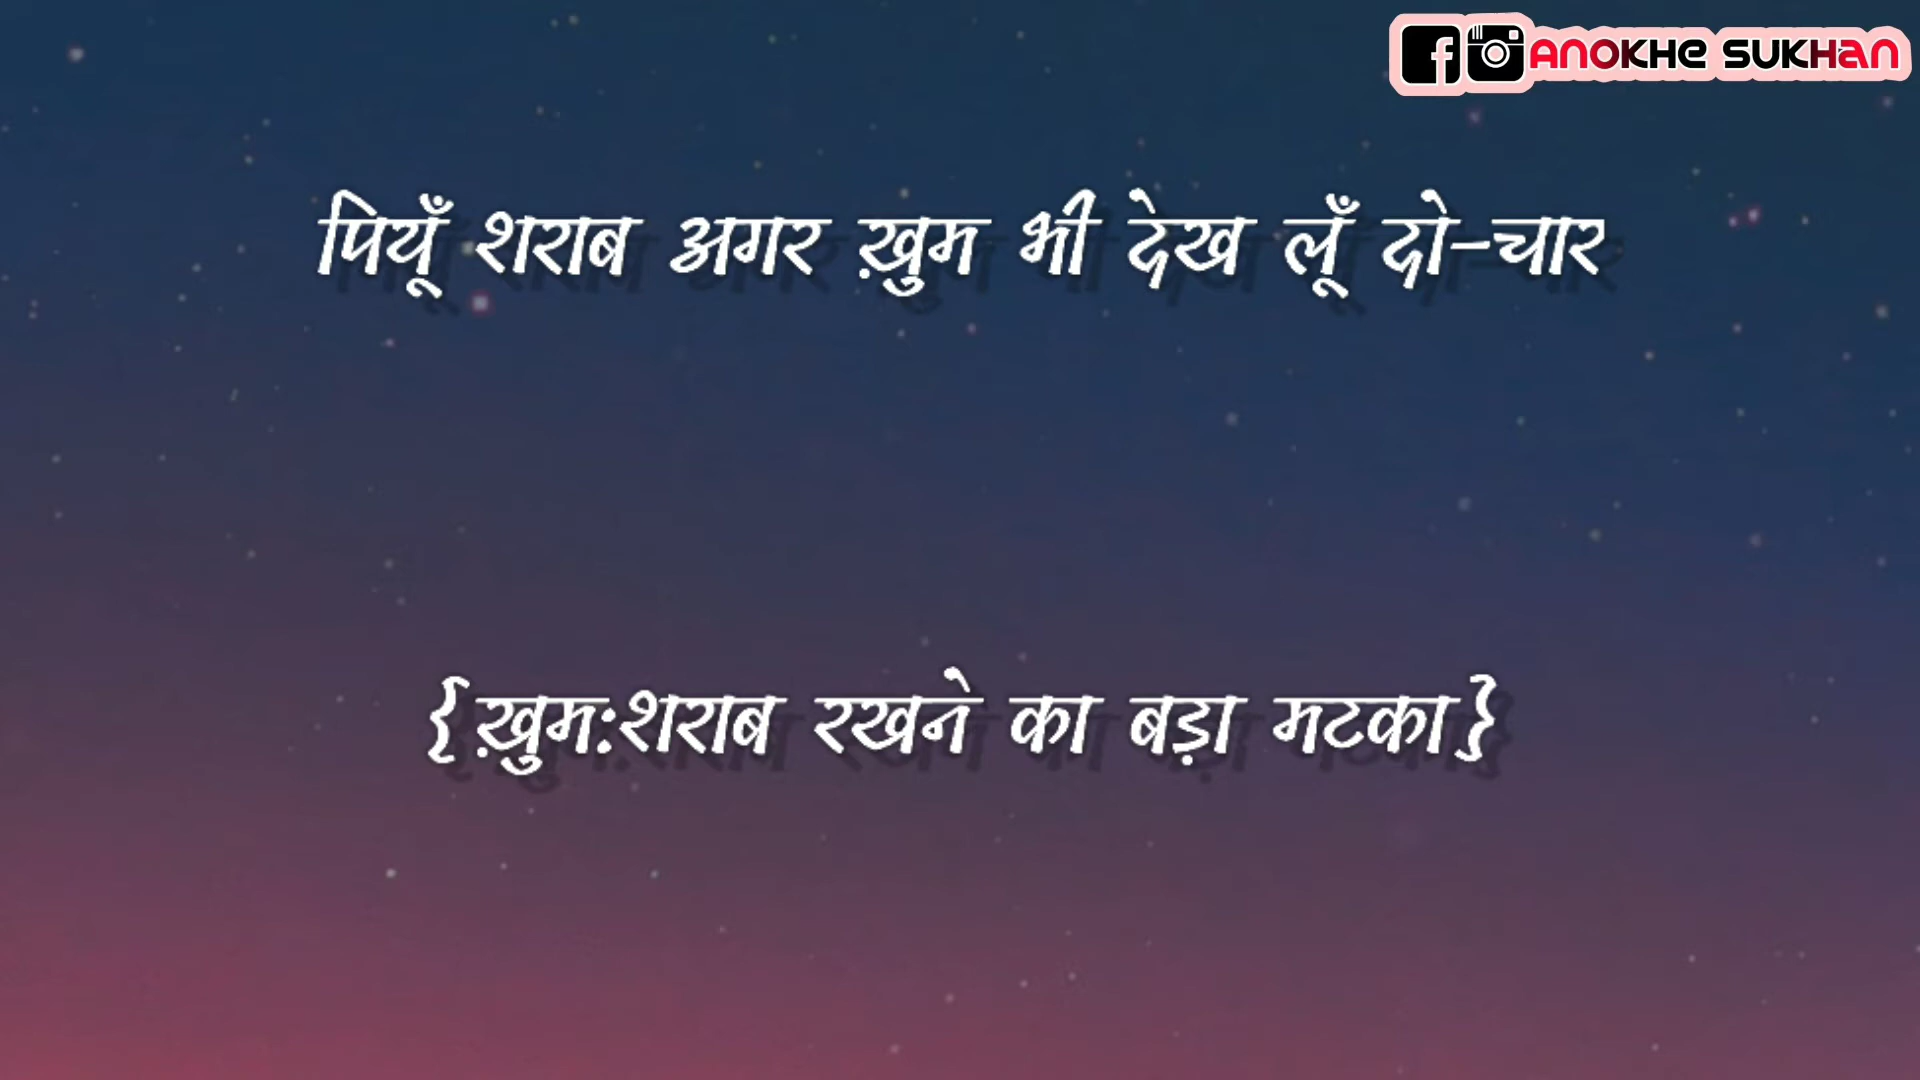 ANOKHE SUKHAN
पियूँ शराब अगर ख़ुम भी देख लूँ दो-चार
{ख़ुम:शराब रखने का बड़ा मटका}